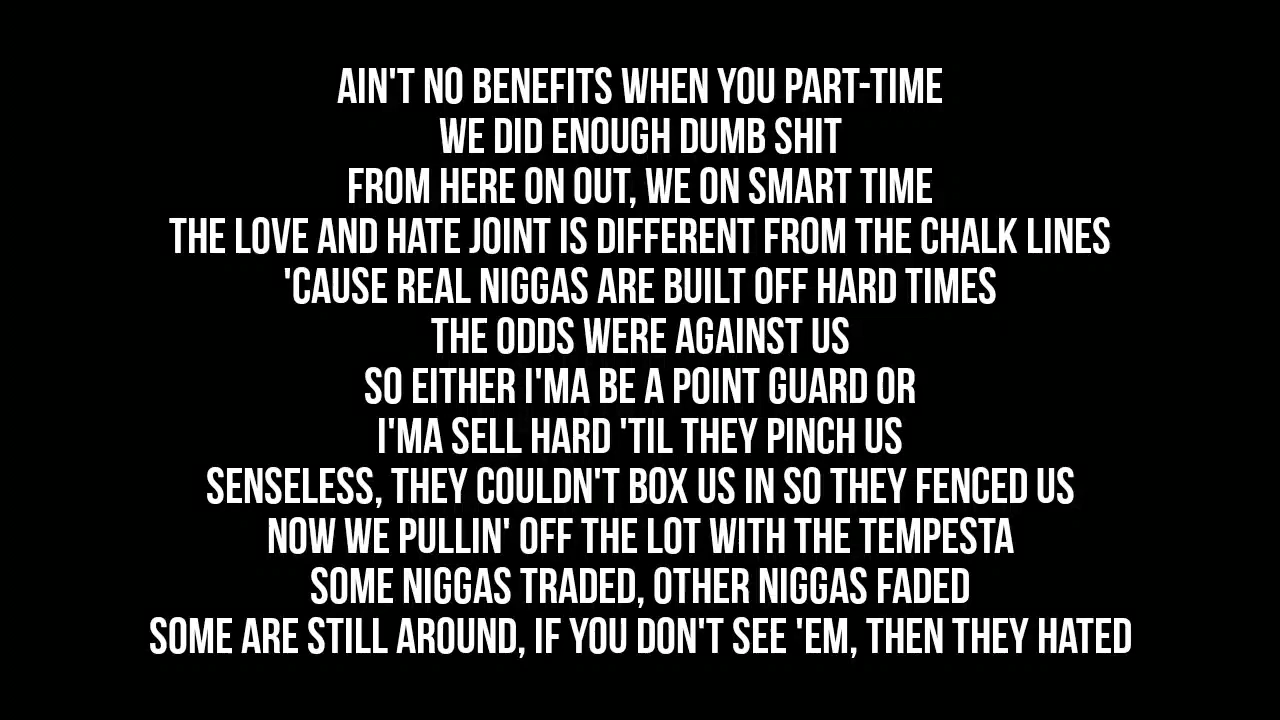 AIN'T NO BENEFITS WHEN YOU PART-TIME
WE DID ENOUGH DUMB SHIT
FROM HERE ON OUT, WE ON SMART TIME
THE LOVE AND HATE JOINT IS DIFFERENT FROM THE CHALK LINES
'CAUSE REAL NIGGAS ARE BUILT OFF HARD TIMES
THE ODDS WERE AGAINST US
SO EITHER I'MA BE A POINT GUARD OR
I'MA SELL HARD 'TIL THEY PINCH US
SENSELESS, THEY COULDN'T BOX US IN SO THEY FENCED US
NOW WE PULLIN' OFF THE LOT WITH THE TEMPESTA
SOME NIGGAS TRADED, OTHER NIGGAS FADED
SOME ARE STILL AROUND, IF YOU DON'T SEE 'EM, THEN THEY HATED